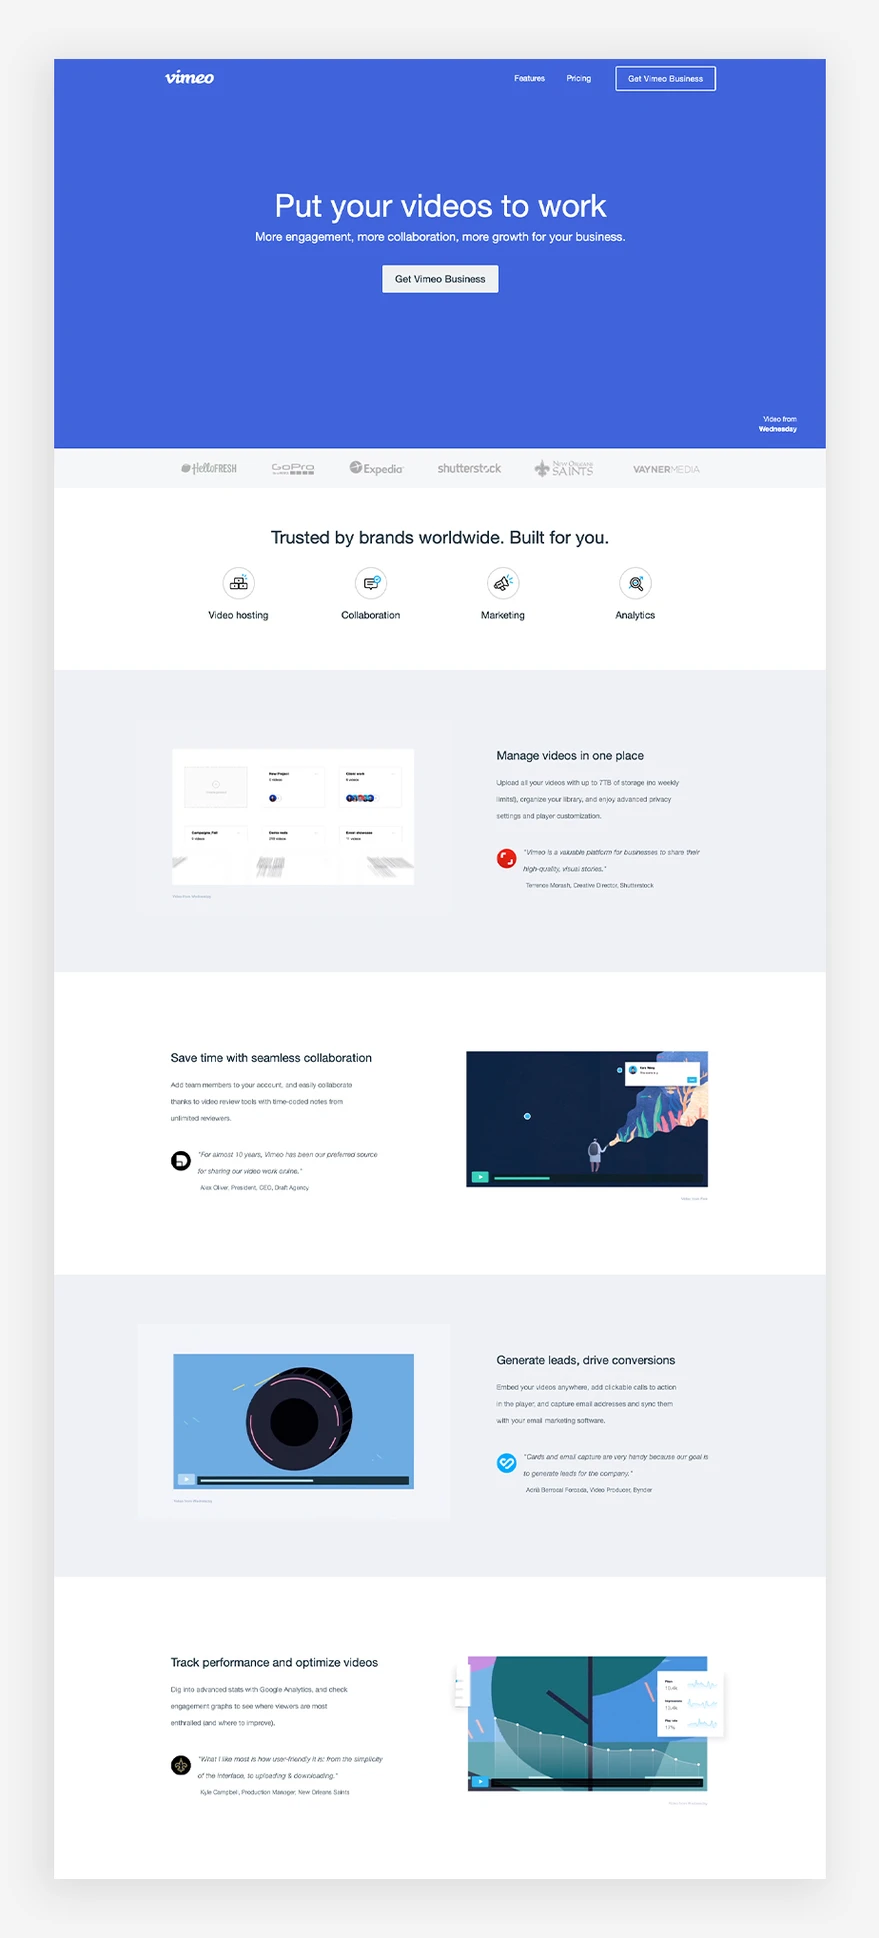 vimeo
Features Pricing Get Vimeo Business
Put your videos to work
More engagement, more collaboration, more growth for your business.
Get Vimeo Business
Video from
Wednesday
HelloFRESH GoPro Expedia shutterstock NEW ORLEANS SAINTS VAYNERMEDIA
Trusted by brands worldwide. Built for you.
Video hosting Collaboration Marketing Analytics
New Project
Client work
Manage videos in one place
Upload all your videos with up to 7TB of storage (no weekly
limits!), organize your library, and enjoy advanced privacy
settings and player customization.
"Vimeo is a valuable platform for businesses to share their
high-quality, visual stories."
Terrence Morash, Creative Director, Shutterstock
Save time with seamless collaboration
Add team members to your account, and easily collaborate
thanks to video review tools with time-coded notes from
unlimited reviewers.
"For almost 10 years, Vimeo has been our preferred source
for sharing our video work online."
Alex Oliver, President, CEO, Draft Agency
Generate leads, drive conversions
Embed your videos anywhere, add clickable calls to action
in the player, and capture email addresses and sync them
with your email marketing software.
"Cards and email capture are very handy because our goal is
to generate leads for the company."
Video Producer, Bynder
Track performance and optimize videos
Dig into advanced stats with Google Analytics, and check
engagement graphs to see where viewers are most
enthralled (and where to improve).
"What I like most is how user-friendly it is: from the simplicity
of the interface, to uploading & downloading."
Kyle Campbell, Production Manager, New Orleans Saints